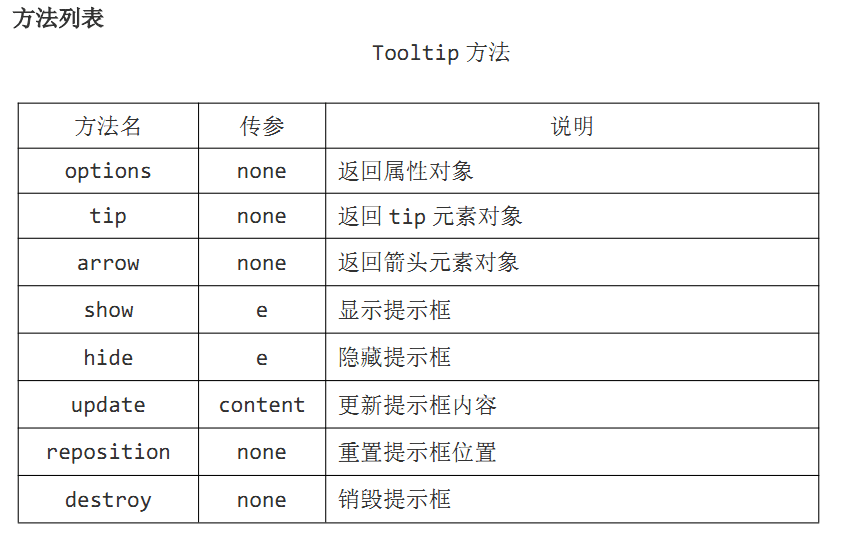 方法列表
Tooltip 方法
方法名 传参 说明
options none 返回属性对象
tip none 返回 tip 元素对象
arrow none 返回箭头元素对象
show e 显示提示框
hide e 隐藏提示框
update content 更新提示框内容
reposition none 重置提示框位置
destroy none 销毁提示框